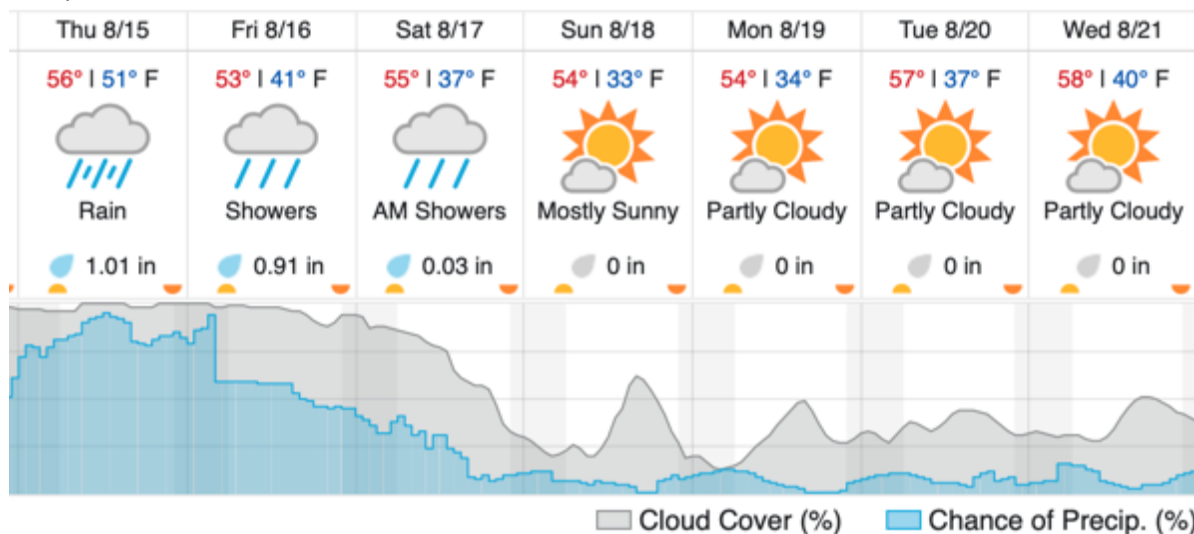 Thu 8/15 Fri 8/16 Sat 8/17 Sun 8/18 Mon 8/19 Tue 8/20 Wed 8/21
56° | 51° F 53° | 41° F 55° | 37° F 54° | 33° F 54° | 34° F 57° | 37° F 58° | 40° F
Rain Showers AM Showers Mostly Sunny Partly Cloudy Partly Cloudy Partly Cloudy
1.01 in 0.91 in 0.03 in 0 in 0 in 0 in 0 in
Cloud Cover (%) Chance of Precip. (%)